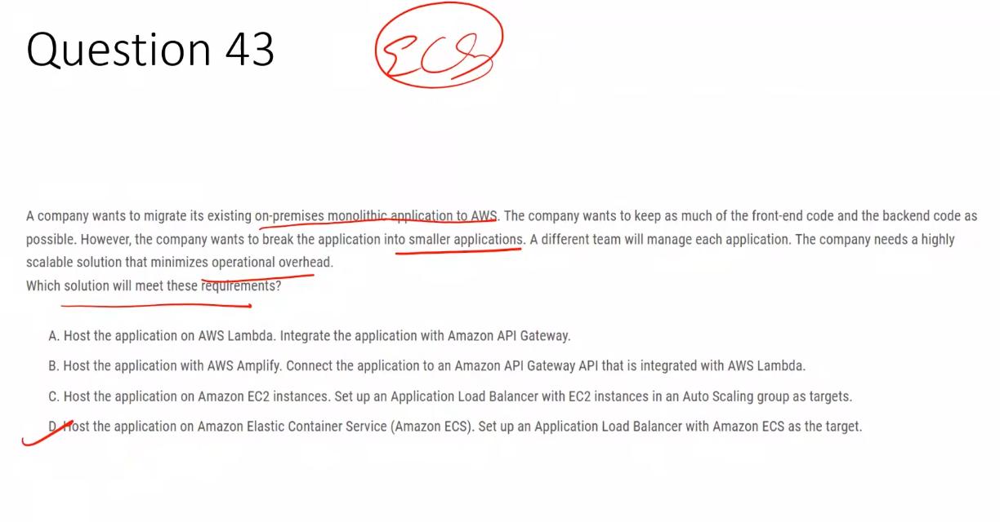 Question 43
ECS
A company wants to migrate its existing on-premises monolithic application to AWS. The company wants to keep as much of the front-end code and the backend code as
possible. However, the company wants to break the application into smaller applications. A different team will manage each application. The company needs a highly
scalable solution that minimizes operational overhead.
Which solution will meet these requirements?
A. Host the application on AWS Lambda. Integrate the application with Amazon API Gateway.
B. Host the application with AWS Amplify. Connect the application to an Amazon API Gateway API that is integrated with AWS Lambda.
C. Host the application on Amazon EC2 instances. Set up an Application Load Balancer with EC2 instances in an Auto Scaling group as targets.
D. Host the application on Amazon Elastic Container Service (Amazon ECS). Set up an Application Load Balancer with Amazon ECS as the target.